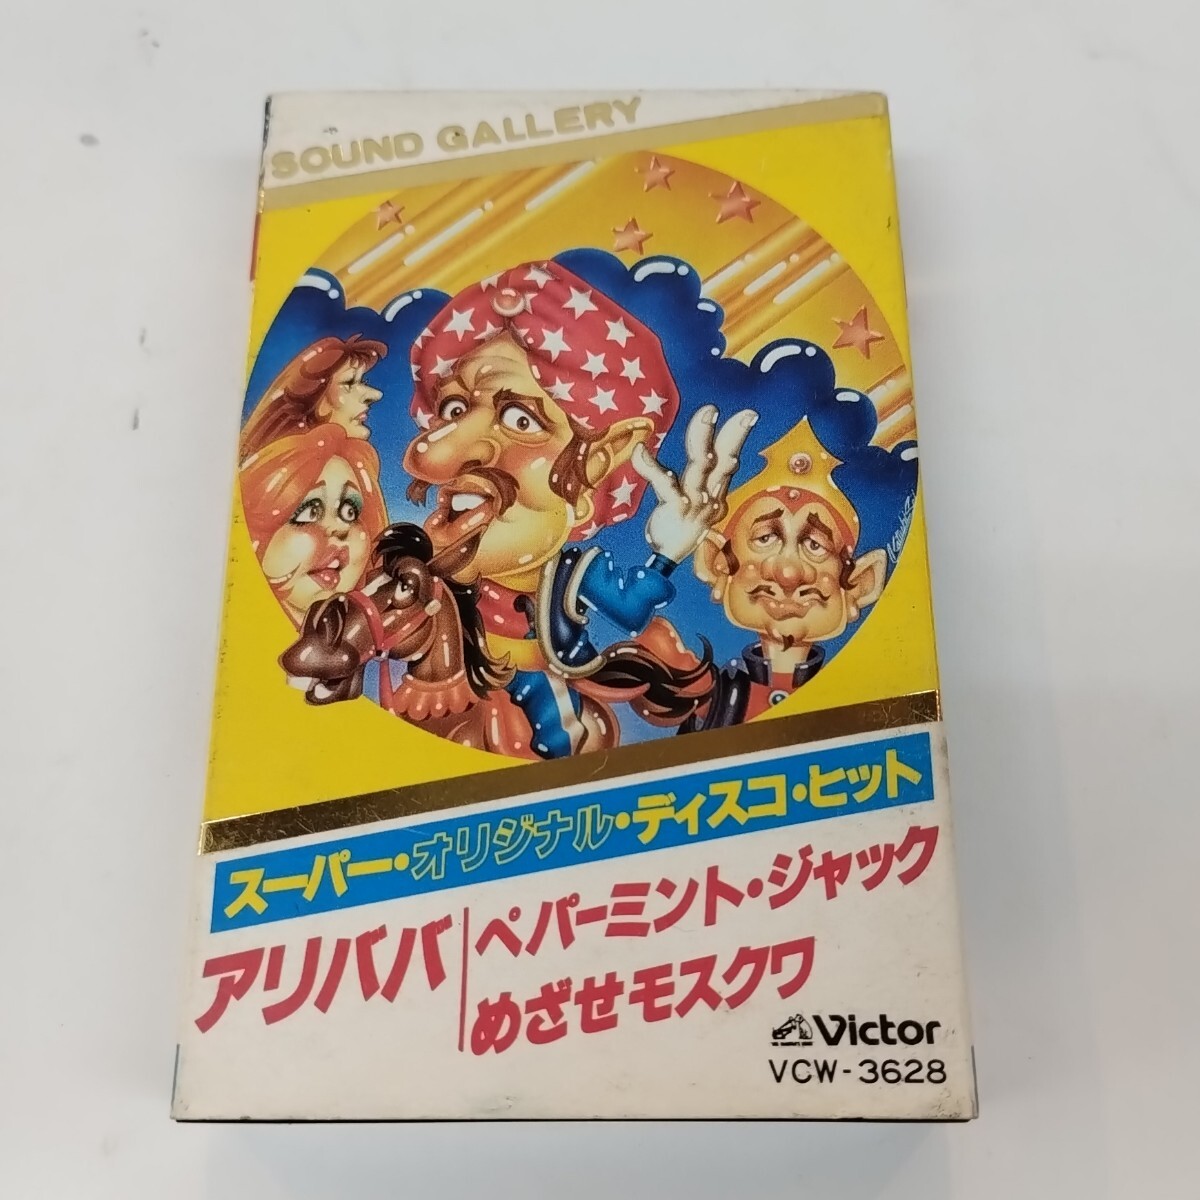 SOUND GALLERY
スーパー・オリジナル・ディスコ・ヒット
アリババ
ペパーミント・ジャック
めざせモスクワ
Victor
VCW-3628